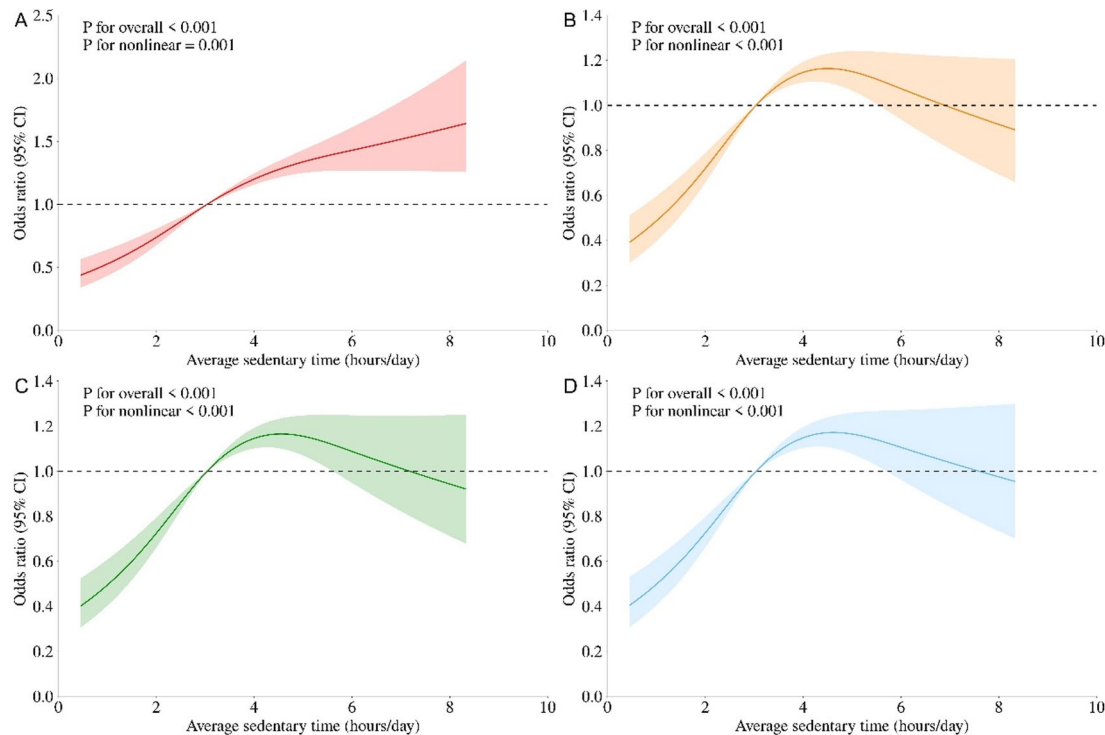 A
P for overall < 0.001
P for nonlinear = 0.001
Odds ratio (95% CI)
2.5
2.0
1.5
1.0
0.5
0.0
0 2 4 6 8 10
Average sedentary time (hours/day)
B
P for overall < 0.001
P for nonlinear < 0.001
Odds ratio (95% CI)
1.4
1.2
1.0
0.8
0.6
0.4
0.2
0.0
0 2 4 6 8 10
Average sedentary time (hours/day)
C
P for overall < 0.001
P for nonlinear < 0.001
Odds ratio (95% CI)
1.4
1.2
1.0
0.8
0.6
0.4
0.2
0.0
0 2 4 6 8 10
Average sedentary time (hours/day)
D
P for overall < 0.001
P for nonlinear < 0.001
Odds ratio (95% CI)
1.4
1.2
1.0
0.8
0.6
0.4
0.2
0.0
0 2 4 6 8 10
Average sedentary time (hours/day)